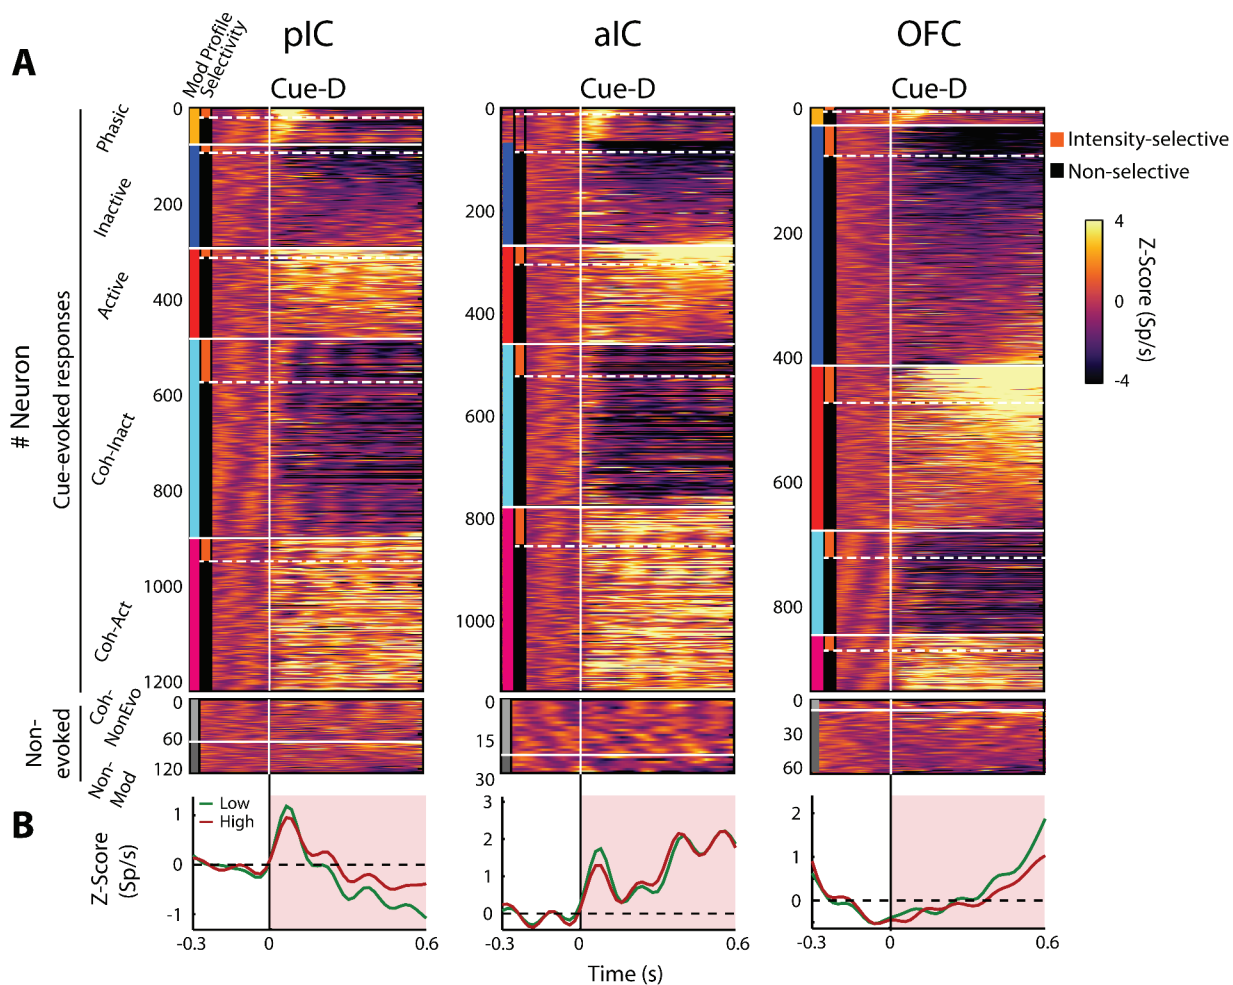 pIC
aIC
OFC
A
Mod Profile
Selectivity
Cue-D
Cue-D
Cue-D
# Neuron
Cue-evoked responses
Phasic
Inactive
Active
Coh-Inact
Coh-Act
0
200
400
600
800
1000
1200
0
200
400
600
800
1000
0
200
400
600
800
Intensity-selective
Non-selective
4
0
-4
Z-Score (Sp/s)
Non-
evoked
Coh-
NonEvo
Non-
Mod
0
60
120
0
15
30
0
30
60
B
Z-Score
(Sp/s)
Low
High
1
0
-1
-0.3
0
0.6
3
2
1
0
-0.3
0
0.6
2
1
0
-0.3
0
0.6
Time (s)